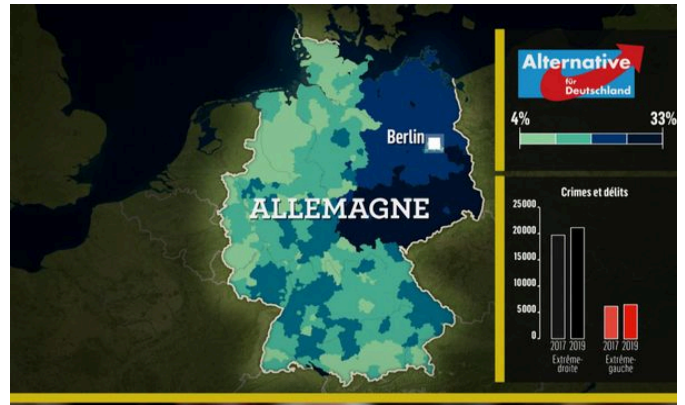 Alternative
für
Deutschland
4% 33%
Berlin
ALLEMAGNE
Crimes et délits
25000
20000
15000
10000
5000
0
2017 2019 2017 2019
Extrême-
droite
Extrême-
gauche